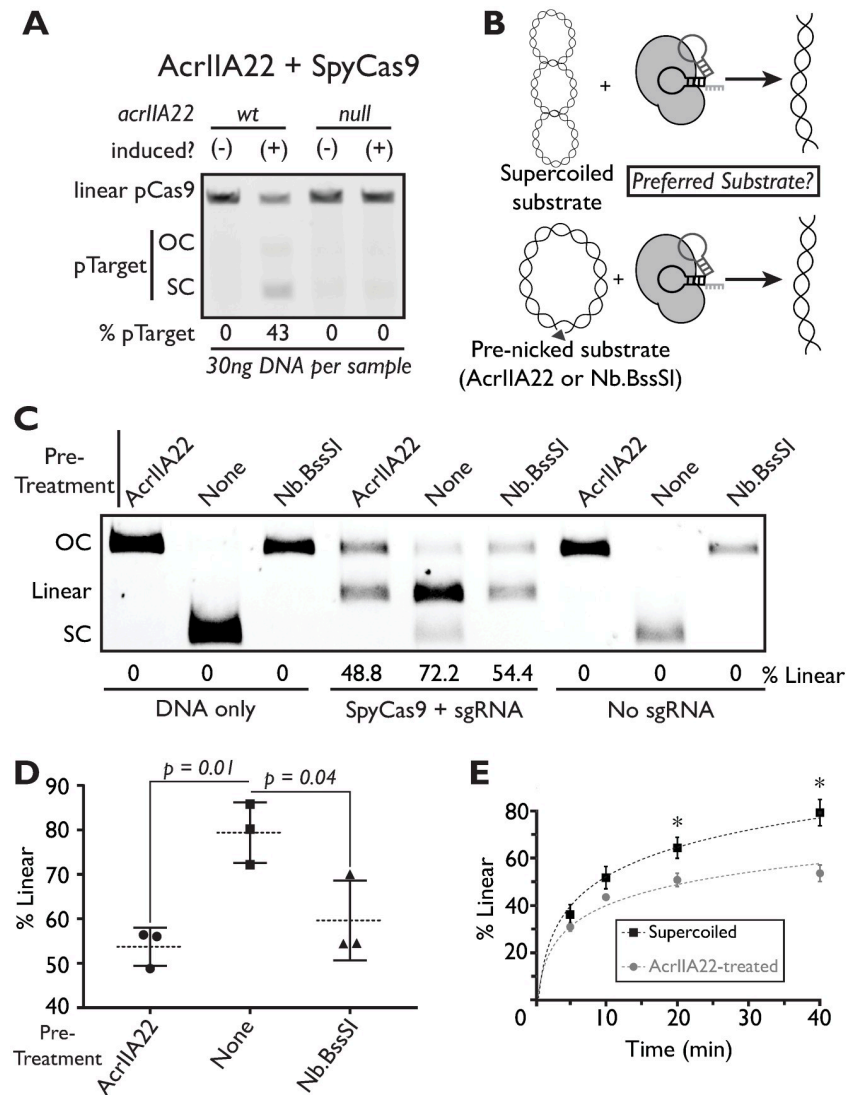 A
AcrIIA22 + SpyCas9
acrIIA22 wt null
induced? (-) (+) (-) (+)
linear pCas9
pTarget
OC
SC
% pTarget 0 43 0 0
30ng DNA per sample
B
+
Supercoiled
substrate
Preferred Substrate?
+
Pre-nicked substrate
(AcrIIA22 or Nb.BssSI)
C
Pre-
Treatment
AcrIIA22 None Nb.BssSI AcrIIA22 None Nb.BssSI AcrIIA22 None Nb.BssSI
OC
Linear
SC
0 0 0 48.8 72.2 54.4 0 0 0 % Linear
DNA only SpyCas9 + sgRNA No sgRNA
D
p = 0.01
p = 0.04
% Linear
90
80
70
60
50
40
Pre-
Treatment
AcrIIA22 None Nb.BssSI
E
*
*
% Linear
80
60
40
20
Supercoiled
AcrIIA22-treated
0 10 20 30 40
Time (min)